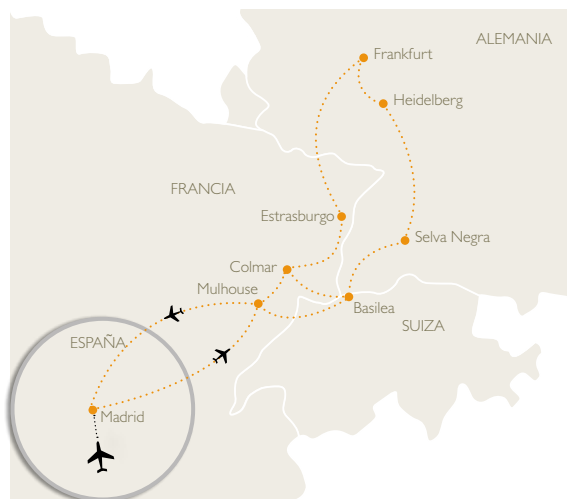 ALEMANIA
Frankfurt
Heidelberg
FRANCIA
Estrasburgo
Selva Negra
Colmar
Mulhouse
Basilea
SUIZA
ESPAÑA
Madrid